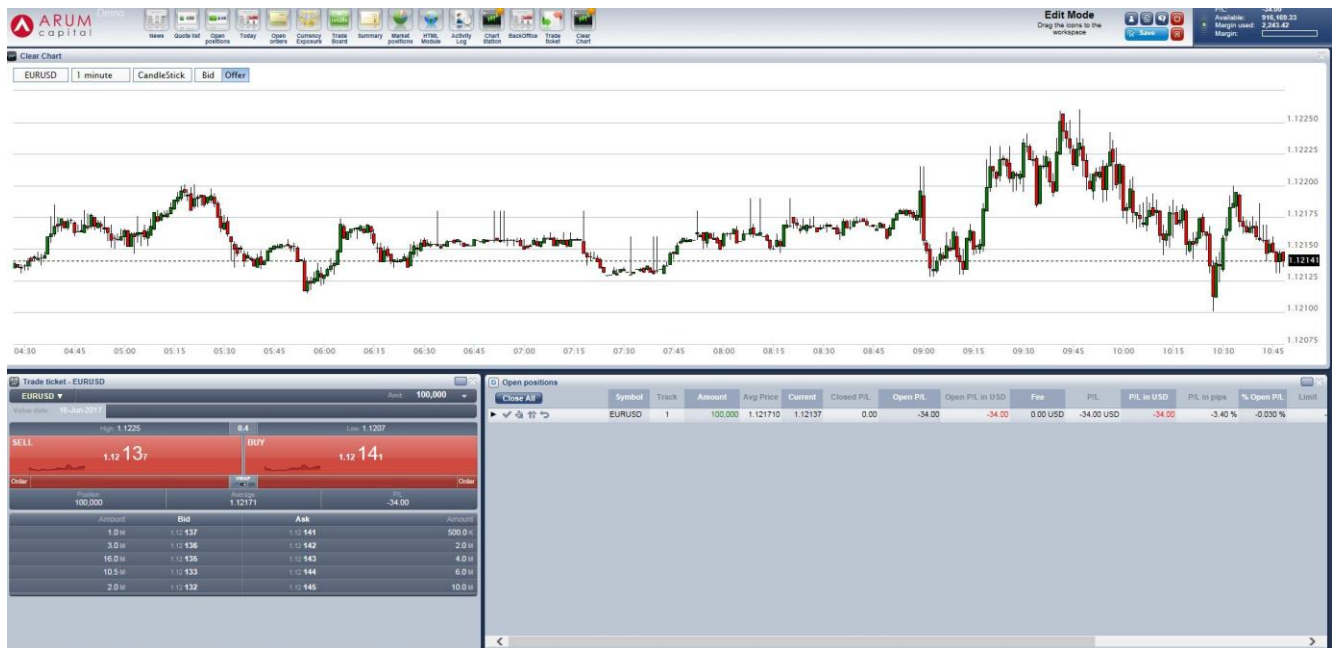 ARUM
capital
Demo
News
Quote list
Open positions
Today
Open orders
Currency Exposure
Trade Board
Summary
Market positions
HTML Module
Activity Log
Chart Station
BackOffice
Trade ticket
Clear Chart
Edit Mode
Drag the icons to the
workspace
Save
P/L: -34.00
Available: 916,169.33
Margin used: 2,243.42
Margin:
Clear Chart
EURUSD 1 minute CandleStick Bid Offer
1.12250
1.12225
1.12200
1.12175
1.12150
1.12141
1.12125
1.12100
1.12075
04:30 04:45 05:00 05:15 05:30 05:45 06:00 06:15 06:30 06:45 07:00 07:15 07:30 07:45 08:00 08:15 08:30 08:45 09:00 09:15 09:30 09:45 10:00 10:15 10:30 10:45
Trade ticket - EURUSD
EURUSD Amt: 100,000
Value date: 16-Jun-2017
High: 1.1225 0.4 Low: 1.1207
SELL BUY
1.12 137 1.12 141
Order Order
Position Average P/L
100,000 1.12171 -34.00
Amount Bid Ask Amount
1.0 M 1.12 137 1.12 141 500.0 K
3.0 M 1.12 136 1.12 142 2.0 M
16.0 M 1.12 135 1.12 143 4.0 M
10.5 M 1.12 133 1.12 144 6.0 M
2.0 M 1.12 132 1.12 145 10.0 M
Open positions
Close All Symbol Track Amount Avg Price Current Closed P/L Open P/L Open P/L in USD Fee P/L P/L in USD P/L in pips % Open P/L Limit
EURUSD 1 100,000 1.121710 1.12137 0.00 -34.00 -34.00 0.00 USD -34.00 USD -34.00 -3.40 % -0.030 % -